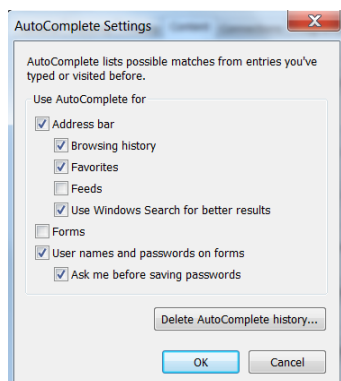 AutoComplete Settings
AutoComplete lists possible matches from entries you've
typed or visited before.
Use AutoComplete for
Address bar
Browsing history
Favorites
Feeds
Use Windows Search for better results
Forms
User names and passwords on forms
Ask me before saving passwords
Delete AutoComplete history...
OK Cancel